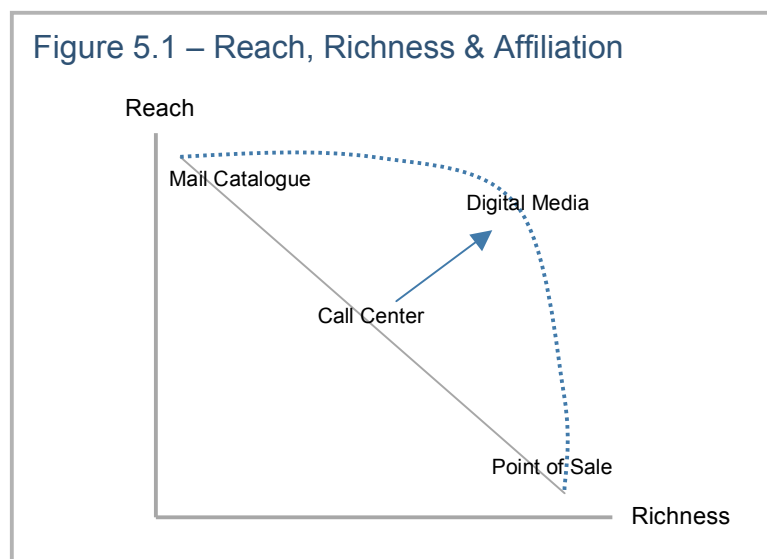 Figure 5.1 – Reach, Richness & Affiliation
Reach
Mail Catalogue
Digital Media
Call Center
Point of Sale
Richness